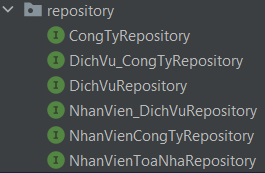 repository
CongTyRepository
DichVu_CongTyRepository
DichVuRepository
NhanVien_DichVuRepository
NhanVienCongTyRepository
NhanVienToaNhaRepository